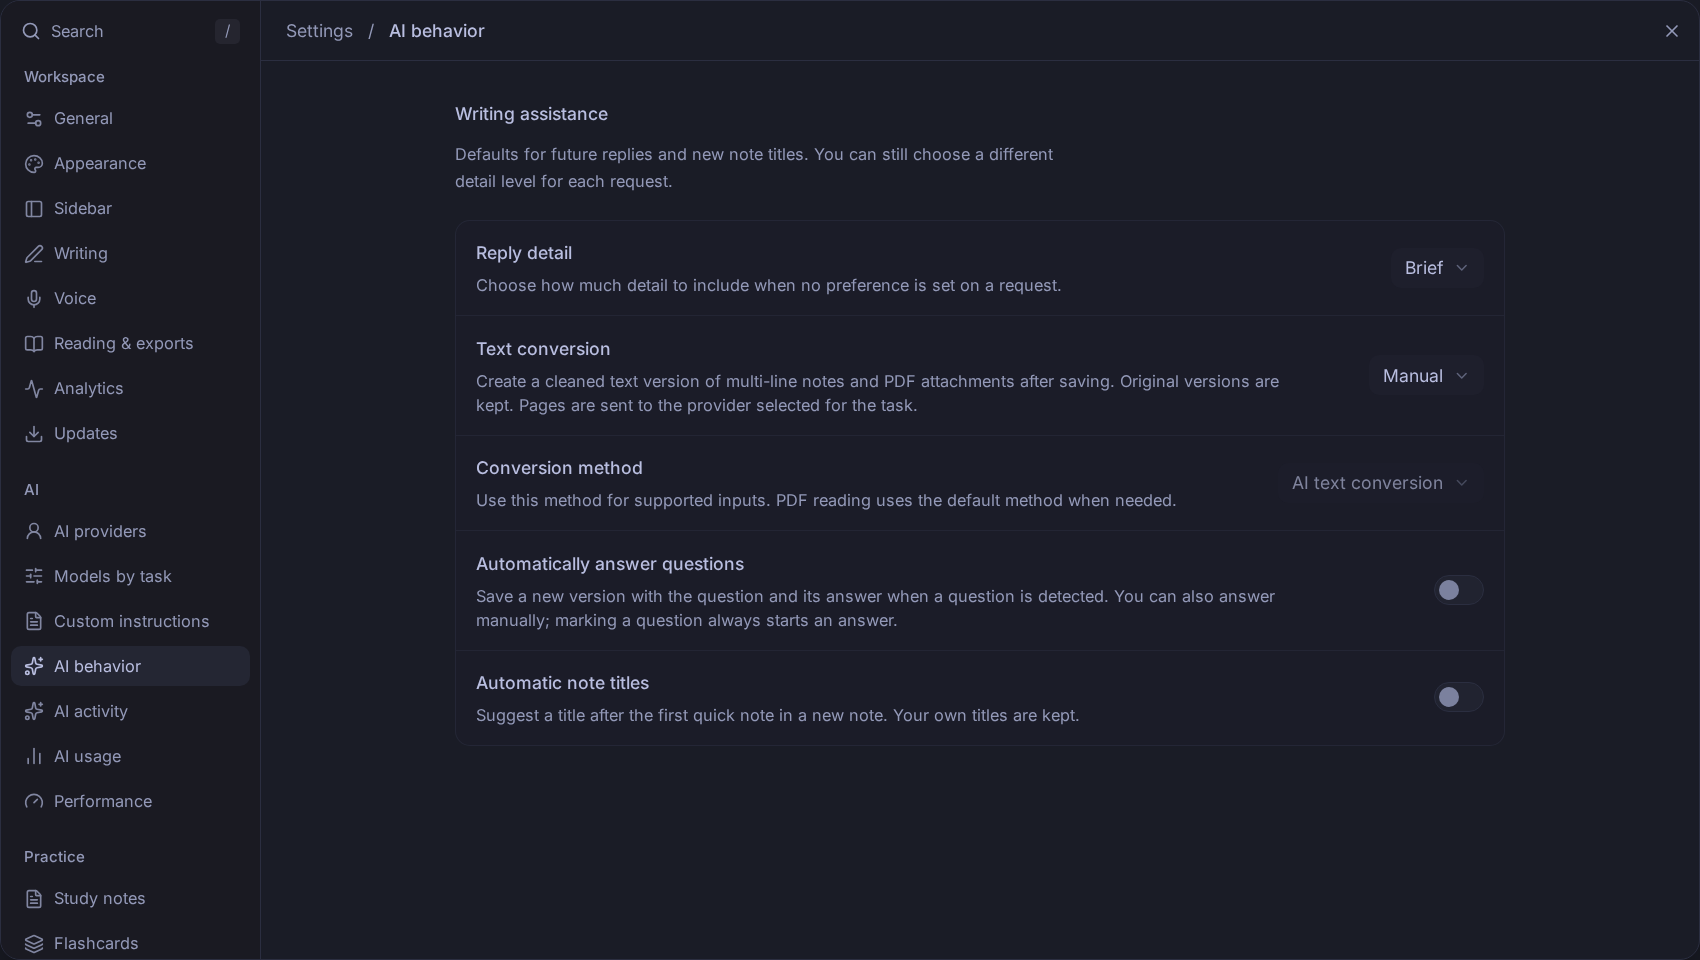 Search /
Workspace
General
Appearance
Sidebar
Writing
Voice
Reading & exports
Analytics
Updates
AI
AI providers
Models by task
Custom instructions
AI behavior
AI activity
AI usage
Performance
Practice
Study notes
Flashcards
Settings / AI behavior
Writing assistance
Defaults for future replies and new note titles. You can still choose a different
detail level for each request.
Reply detail
Choose how much detail to include when no preference is set on a request.
Brief
Text conversion
Create a cleaned text version of multi-line notes and PDF attachments after saving. Original versions are
kept. Pages are sent to the provider selected for the task.
Manual
Conversion method
Use this method for supported inputs. PDF reading uses the default method when needed.
AI text conversion
Automatically answer questions
Save a new version with the question and its answer when a question is detected. You can also answer
manually; marking a question always starts an answer.
Automatic note titles
Suggest a title after the first quick note in a new note. Your own titles are kept.